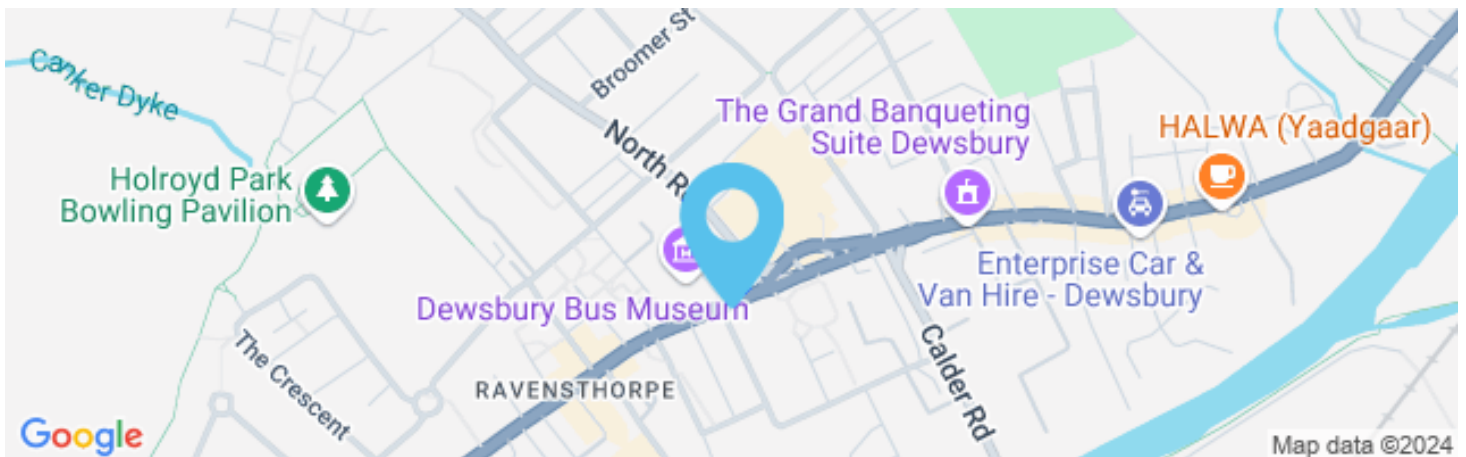 Canker Dyke
Broomer St
North Rd
The Grand Banqueting
Suite Dewsbury
HALWA (Yaadgaar)
Holroyd Park
Bowling Pavilion
Dewsbury Bus Museum
Enterprise Car &
Van Hire - Dewsbury
The Crescent
RAVENSTHORPE
Calder Rd
Google
Map data ©2024